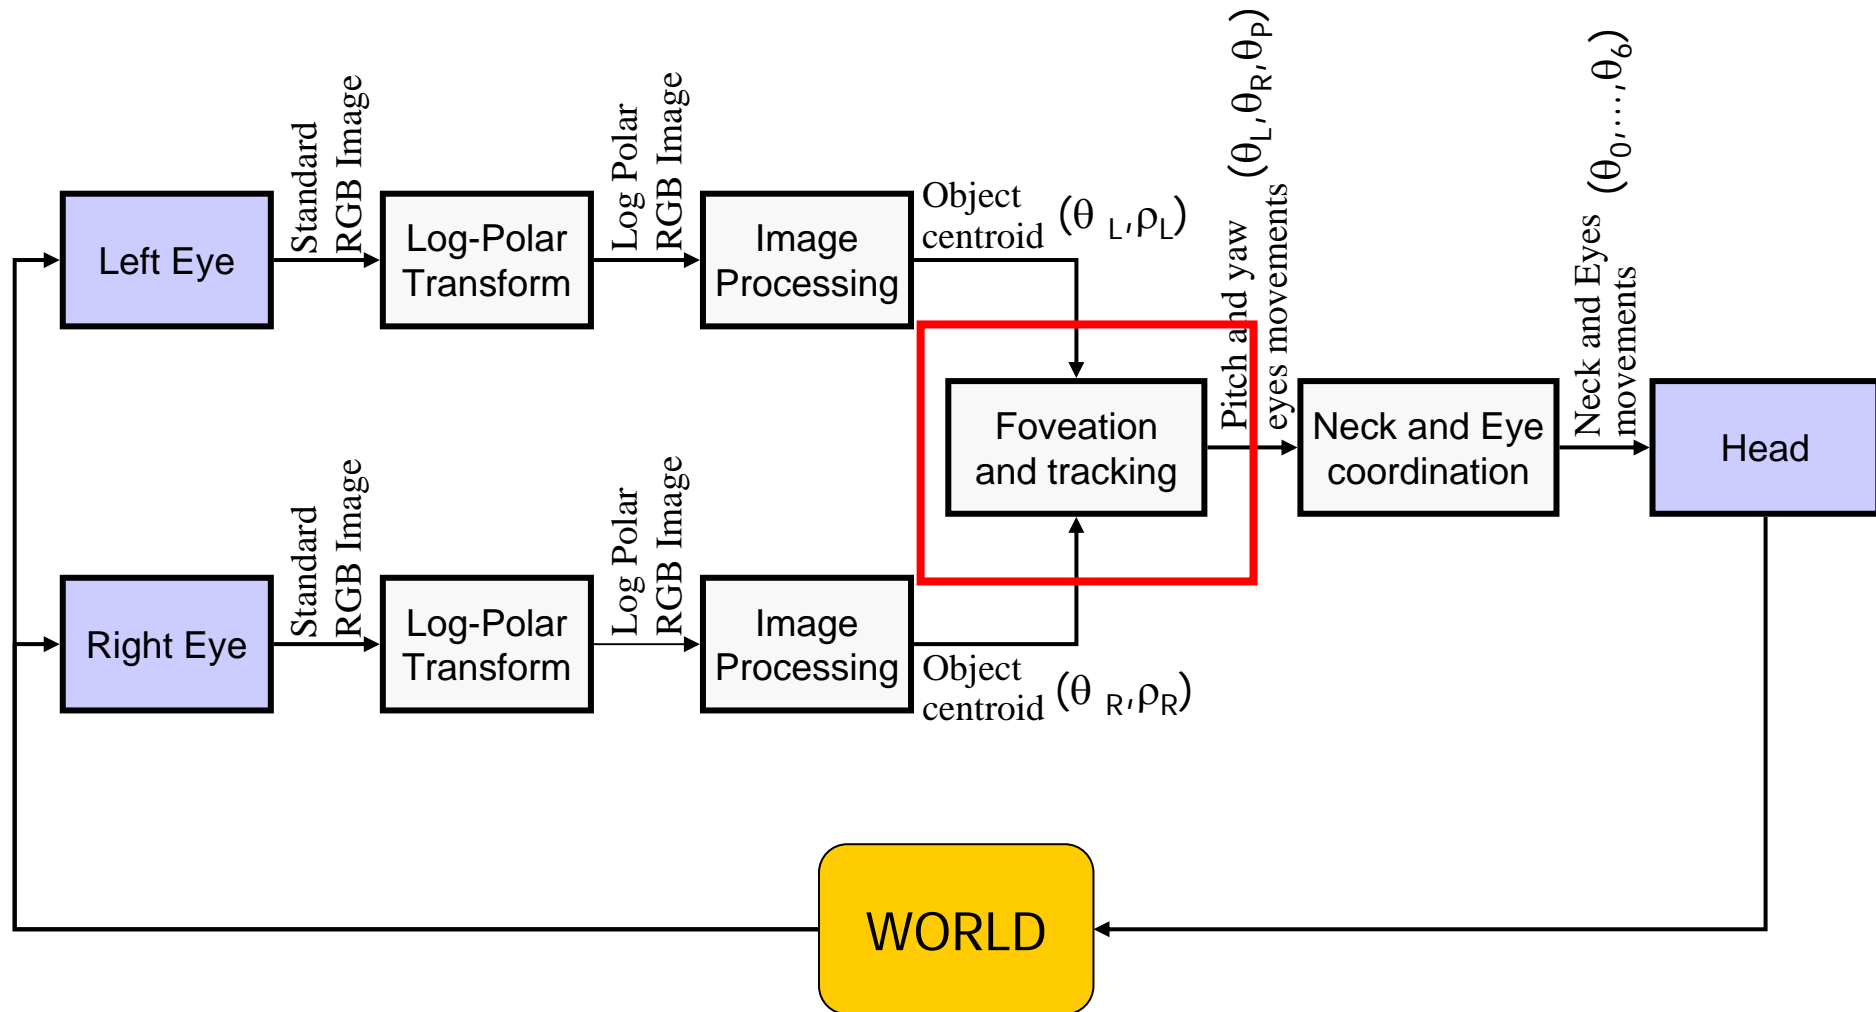 Left Eye
Standard
RGB Image
Log-Polar
Transform
Log Polar
RGB Image
Image
Processing
Object
centroid (θ L,ρL)
Right Eye
Standard
RGB Image
Log-Polar
Transform
Log Polar
RGB Image
Image
Processing
Object
centroid (θ R,ρR)
Foveation
and tracking
Pitch and yaw (θL,θR,θP)
eyes movements
Neck and Eye
coordination
Neck and Eyes (θ0,...,θ6)
movements
Head
WORLD